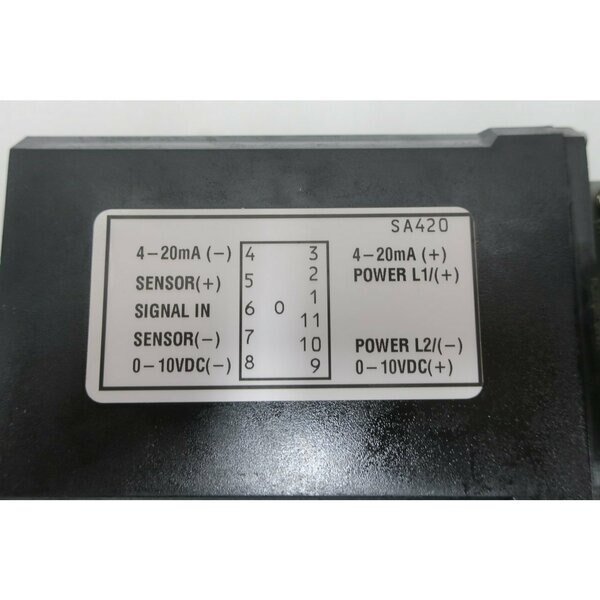 SA420
4-20mA (-) 4 3 4-20mA (+)
SENSOR(+) 5 2 POWER L1/(+)
SIGNAL IN 6 O 1
11
SENSOR(-) 7 10 POWER L2/(-)
0-10VDC(-) 8 9 0-10VDC(+)